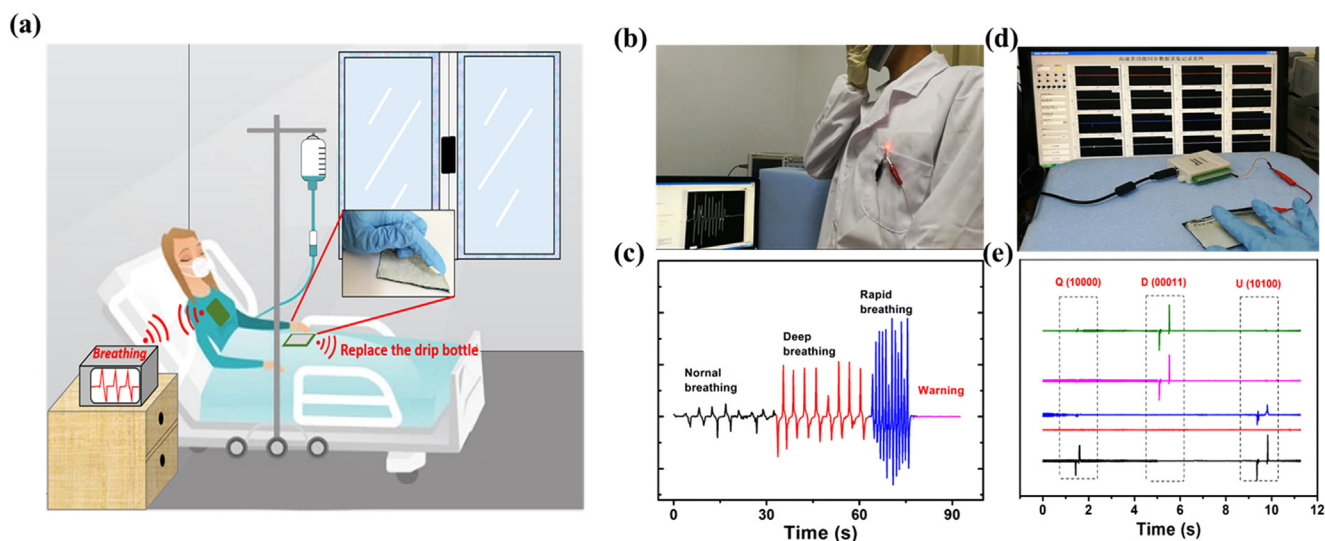 (a)
Breathing
Replace the drip bottle
(b)
(c)
Nornal
breathing
Deep
breathing
Rapid
breathing
Warning
0
30
60
90
Time (s)
(d)
(e)
Q (10000)
D (00011)
U (10100)
0
2
4
6
8
10
12
Time (s)